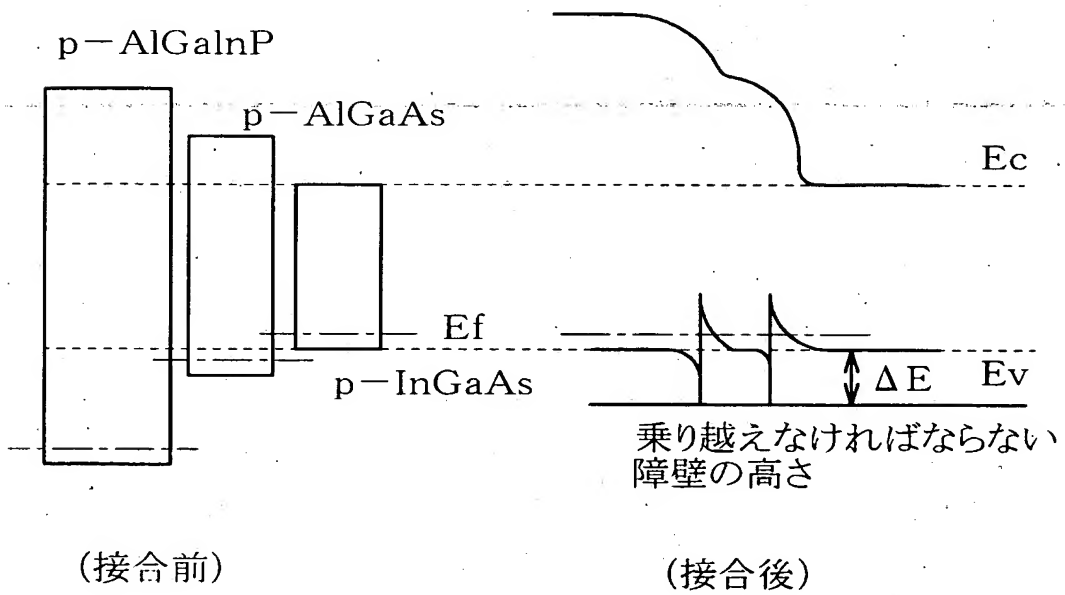 p－AlGaInP
p－AlGaAs
Ec
Ef
p－InGaAs
ΔE
Ev
乗り越えなければならない
障壁の高さ
(接合前)
(接合後)